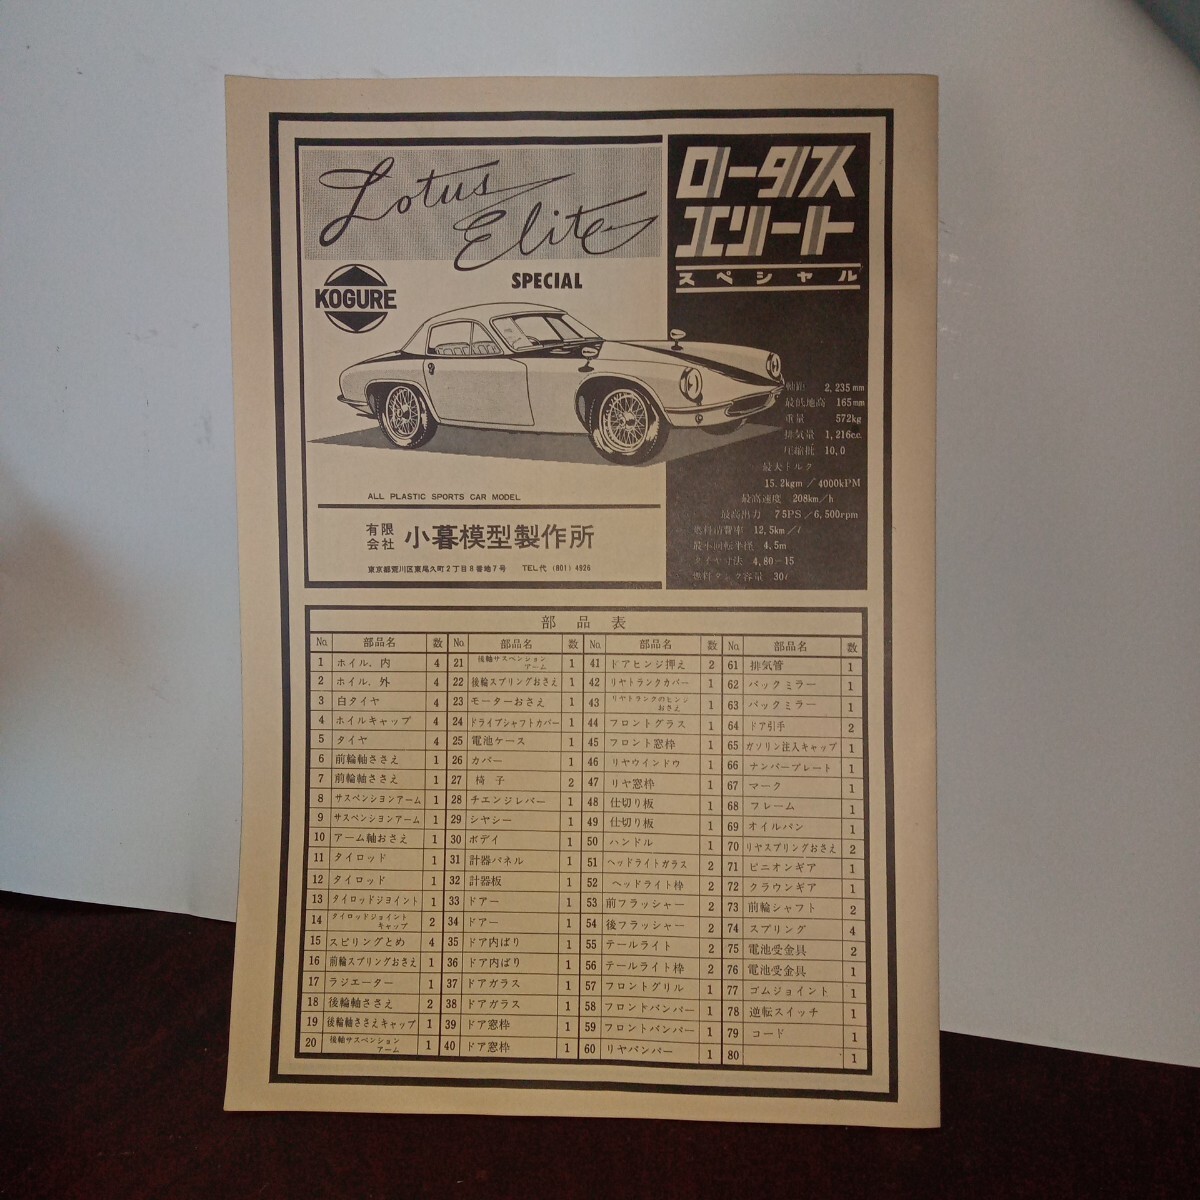 Lotus
Elite
SPECIAL
KOGURE
ロータス
エリート
スペシャル
軸距 2,235mm
最低地高 165mm
重量 572kg
排気量 1,216c.c.
圧縮批 10,0
最大トルク
15.2kgm/4000kPM
最高速度 208km/h
最高出力 75PS/6,500rpm
燃料消費率 12,5km/l
最小回転半径 4,5m
タイヤ寸法 4,80-15
燃料タンク容量 30l
ALL PLASTIC SPORTS CAR MODEL
有限会社 小暮模型製作所
東京都荒川区東尾久町2丁目8番地7号 TEL代 (801) 4926
部品表
No. 部品名 数 No. 部品名 数 No. 部品名 数 No. 部品名 数
1 ホイル.内 4 21 後軸サスペンションアーム 1 41 ドアヒンジ押え 2 61 排気管 1
2 ホイル.外 4 22 後輪スプリングおさえ 1 42 リヤトランクカバー 1 62 バックミラー 1
3 白タイヤ 4 23 モーターおさえ 1 43 リヤトランクのヒンジおさえ 1 63 バックミラー 1
4 ホイルキャップ 4 24 ドライブシャフトカバー 1 44 フロントグラス 1 64 ドア引手 2
5 タイヤ 4 25 電池ケース 1 45 フロント窓枠 1 65 ガソリン注入キャップ 1
6 前輪軸ささえ 1 26 カバー 1 46 リヤウインドウ 1 66 ナンバープレート 1
7 前輪軸ささえ 1 27 椅子 2 47 リヤ窓枠 1 67 マーク 1
8 サスペンションアーム 1 28 チエンジレバー 1 48 仕切り板 1 68 フレーム 1
9 サスペンションアーム 1 29 シヤシー 1 49 仕切り板 1 69 オイルパン 1
10 アーム軸おさえ 1 30 ボデイ 1 50 ハンドル 1 70 リヤスプリングおさえ 2
11 タイロッド 1 31 計器パネル 1 51 ヘッドライトガラス 2 71 ピニオンギア 1
12 タイロッド 1 32 計器板 1 52 ヘッドライト枠 2 72 クラウンギア 1
13 タイロッドジョイント 1 33 ドアー 1 53 前フラッシャー 2 73 前輪シャフト 2
14 タイロッドジョイントキャップ 2 34 ドアー 1 54 後フラッシャー 2 74 スプリング 4
15 スピリングとめ 4 35 ドア内ばり 1 55 テールライト 2 75 電池受金具 2
16 前輪スプリングおさえ 1 36 ドア内ばり 1 56 テールライト枠 2 76 電池受金具 1
17 ラジエーター 1 37 ドアガラス 1 57 フロントグリル 1 77 ゴムジョイント 1
18 後輪軸ささえ 2 38 ドアガラス 1 58 フロントバンパー 1 78 逆転スイッチ 1
19 後輪軸ささえキャップ 1 39 ドア窓枠 1 59 フロントバンパー 1 79 コード 1
20 後軸サスペンションアーム 1 40 ドア窓枠 1 60 リヤバンパー 1 80 1